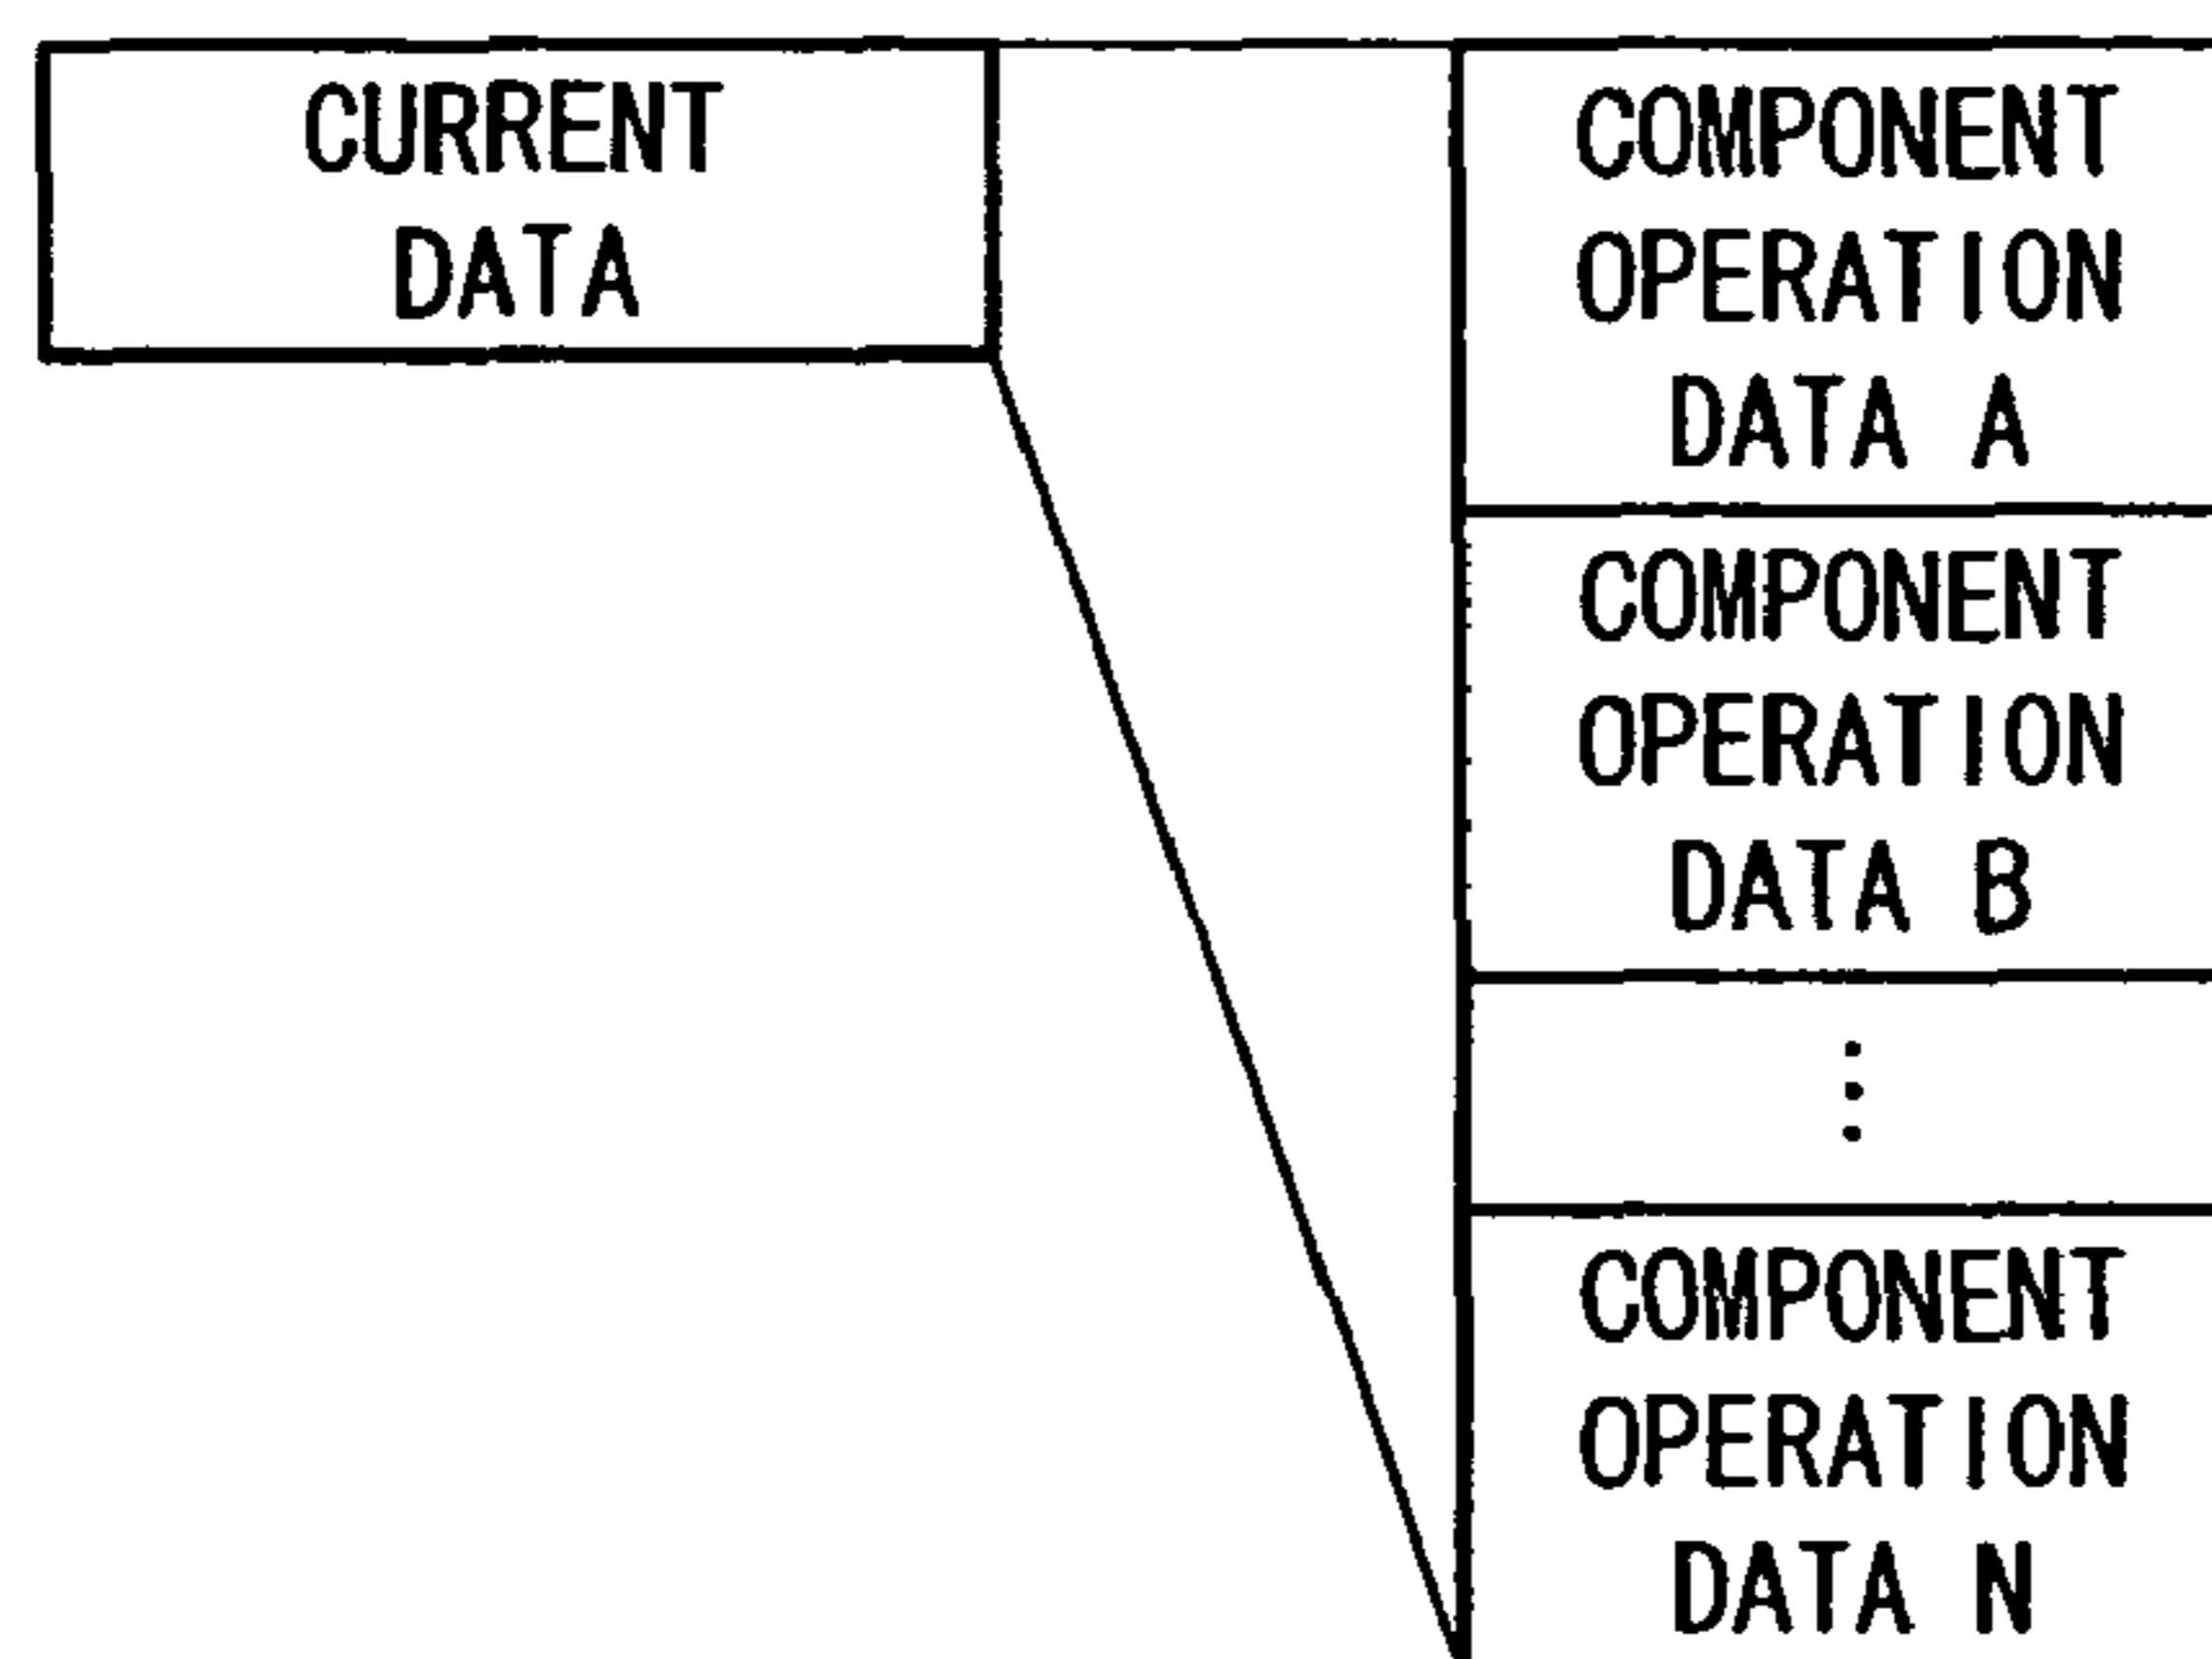 CURRENT
DATA
COMPONENT
OPERATION
DATA A
COMPONENT
OPERATION
DATA B
⋮
COMPONENT
OPERATION
DATA N